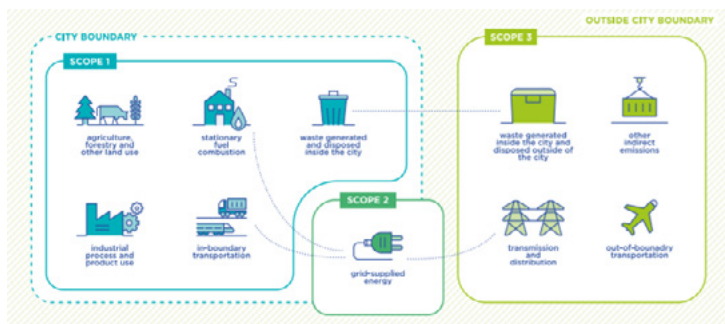 OUTSIDE CITY BOUNDARY
CITY BOUNDARY
SCOPE 1
SCOPE 3
agriculture,
forestry and
other land use
stationary
fuel
combustion
waste generated
and disposed
inside the city
waste generated
inside the city and
disposed outside of
the city
other
indirect
emissions
SCOPE 2
industrial
process and
product use
in-boundary
transportation
grid-supplied
energy
transmission
and
distribution
out-of-boundary
transportation